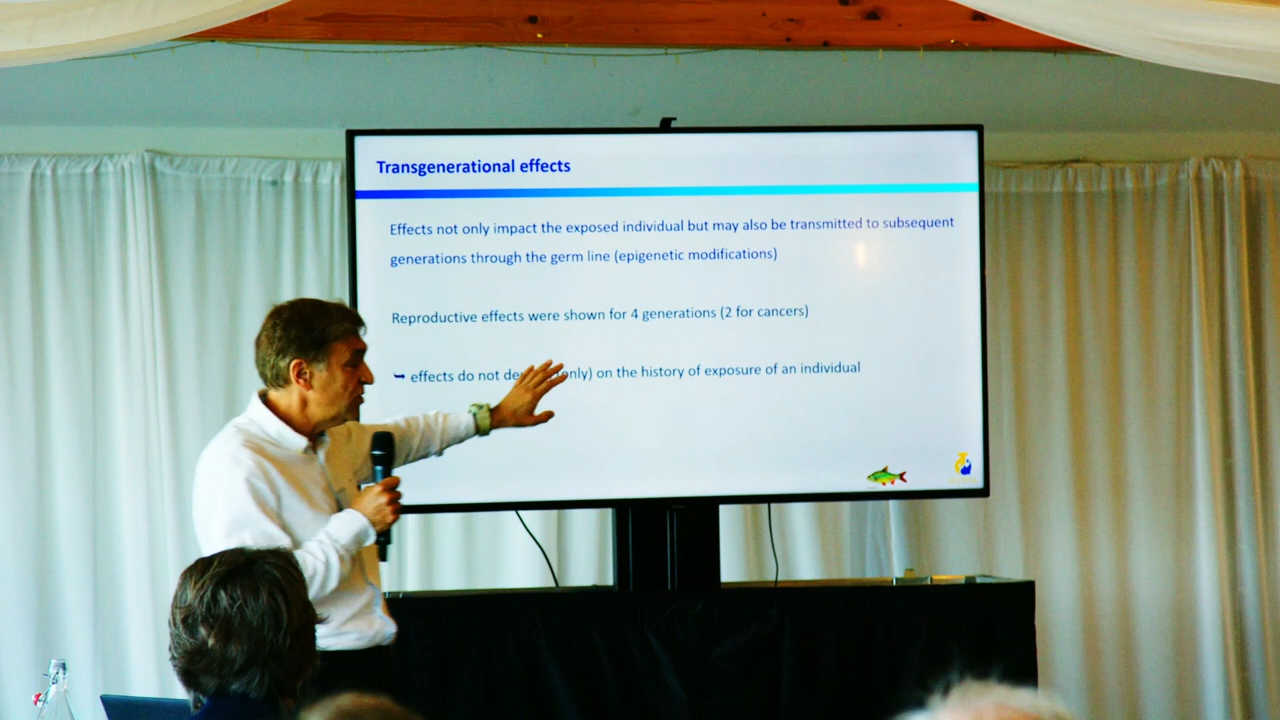 Transgenerational effects
Effects not only impact the exposed individual but may also be transmitted to subsequent
generations through the germ line (epigenetic modifications)
Reproductive effects were shown for 4 generations (2 for cancers)
➥ effects do not de only) on the history of exposure of an individual